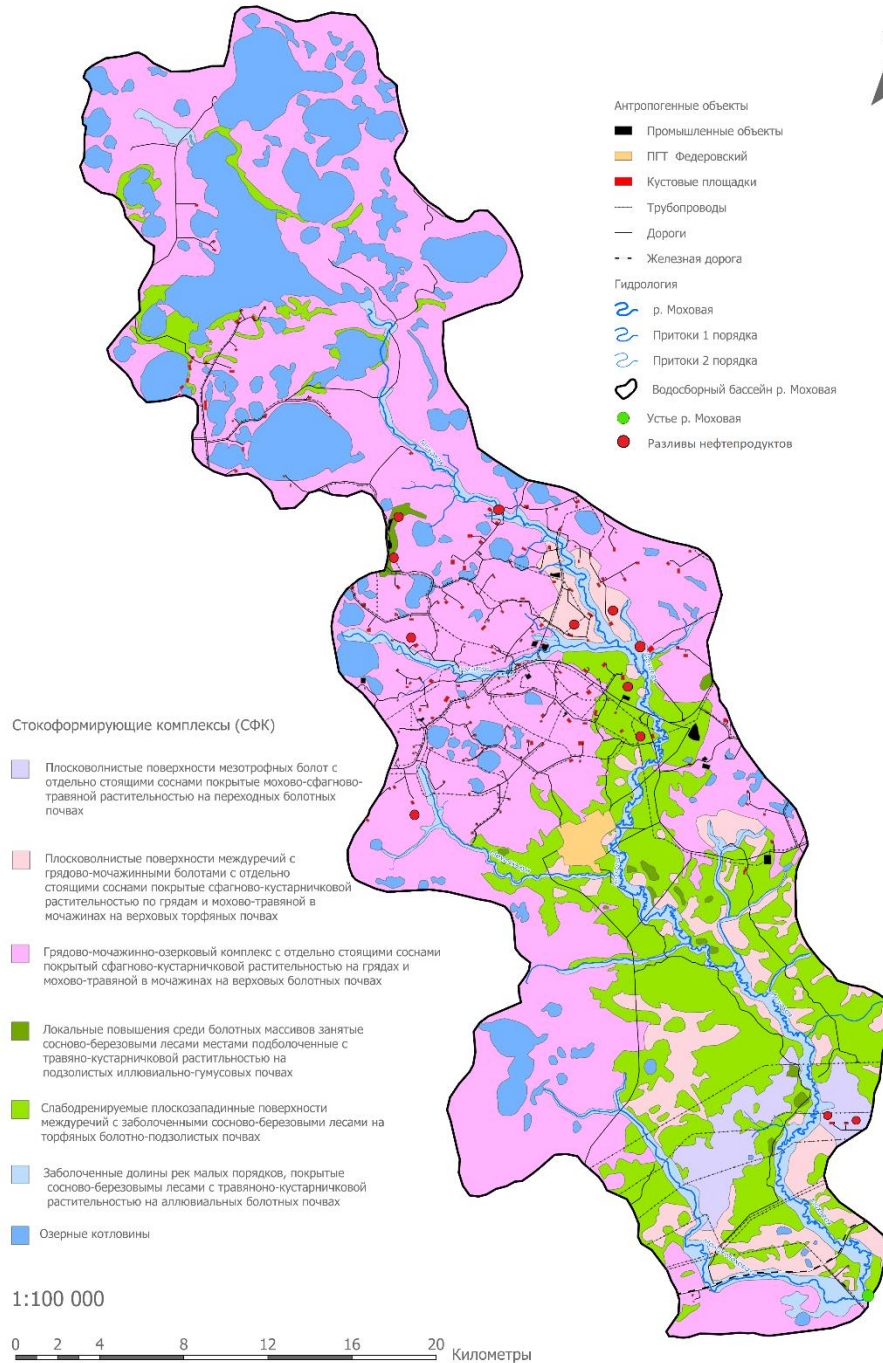 Антропогенные объекты
Промышленные объекты
ПГТ Федеровский
Кустовые площадки
Трубопроводы
Дороги
Железная дорога
Гидрология
р. Моховая
Притоки 1 порядка
Притоки 2 порядка
Водосборный бассейн р. Моховая
Устье р. Моховая
Разливы нефтепродуктов
Стокоформирующие комплексы (СФК)
Плосковолнистые поверхности мезотрофных болот с
отдельно стоящими соснами покрытые мохово-сфагново-
травяной растительностью на переходных болотных
почвах
Плосковолнистые поверхности междуречий с
грядово-мочажинными болотами с отдельно
стоящими соснами покрытые сфагново-кустарничковой
растительностью по грядам и мохово-травяной в
мочажинах на верховых торфяных почвах
Грядово-мочажинно-озерковый комплекс с отдельно стоящими соснами
покрытый сфагново-кустарничковой растительностью на грядах и
мохово-травяной в мочажинах на верховых болотных почвах
Локальные повышения среди болотных массивов занятые
сосново-березовыми лесами местами подболоченные с
травяно-кустарничковой раститльностью на
подзолистых иллювиально-гумусовых почвах
Слабодренируемые плоскозападинные поверхности
междуречий с заболоченными сосново-березовыми лесами на
торфяных болотно-подзолистых почвах
Заболоченные долины рек малых порядков, покрытые
сосново-березовымы лесами с травяноно-кустарничковой
растительностью на аллювиальных болотных почвах
Озерные котловины
1:100 000
0 2 4 8 12 16 20
Километры